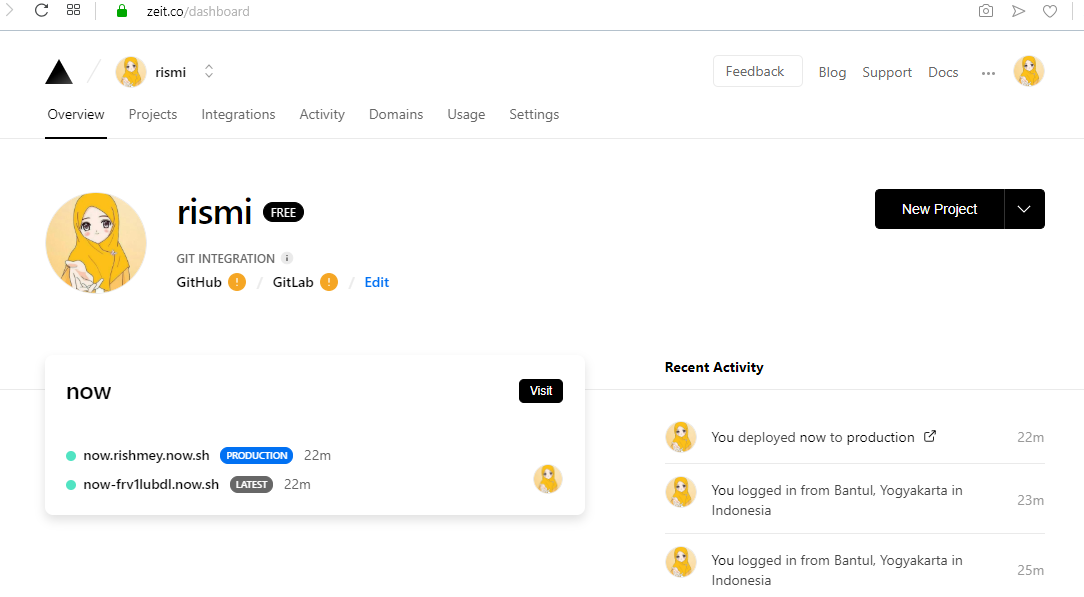 zeit.co/dashboard
rismi
Feedback Blog Support Docs
Overview Projects Integrations Activity Domains Usage Settings
rismi FREE
New Project
GIT INTEGRATION i
GitHub ! / GitLab ! / Edit
now
Visit
now.rishmey.now.sh PRODUCTION 22m
now-frv1lubdl.now.sh LATEST 22m
Recent Activity
You deployed now to production 22m
You logged in from Bantul, Yogyakarta in
Indonesia 23m
You logged in from Bantul, Yogyakarta in
Indonesia 25m